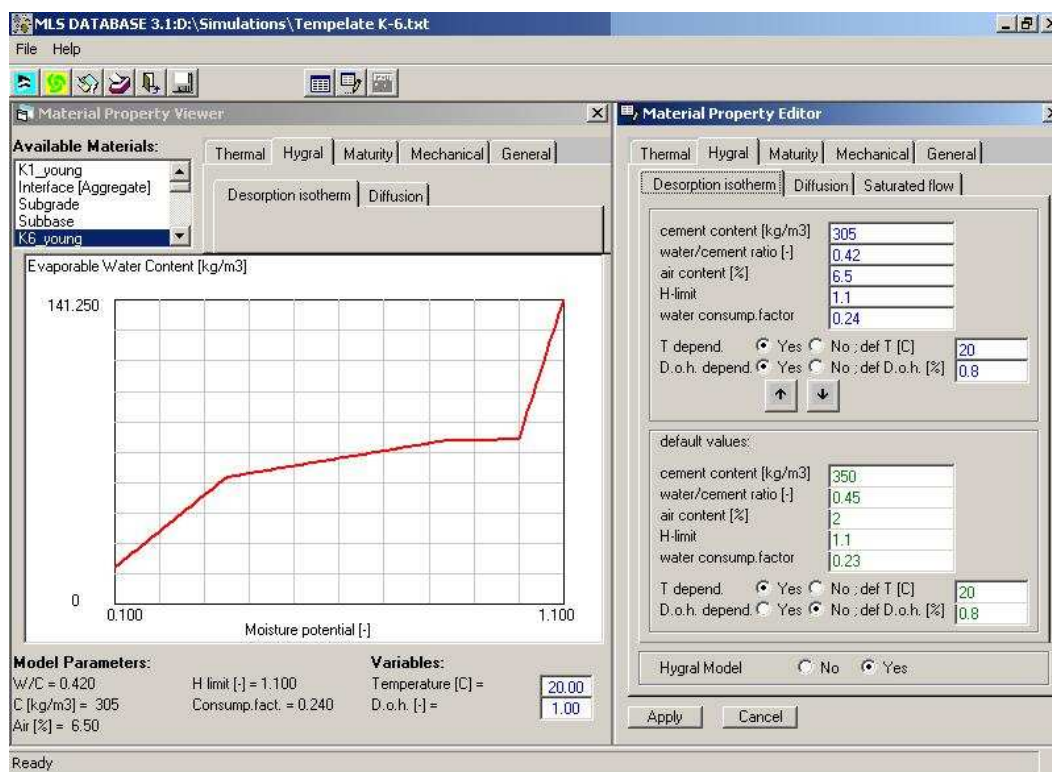 MLS DATABASE 3.1:D:\Simulations\Tempelate K-6.txt
File Help
Material Property Viewer
Available Materials:
K1_young
Interface [Aggregate]
Subgrade
Subbase
K6_young
Thermal Hygral Maturity Mechanical General
Desorption isotherm Diffusion
Evaporable Water Content [kg/m3]
141.250
0
0.100 1.100
Moisture potential [-]
Model Parameters: Variables:
W/C = 0.420 H limit [-] = 1.100 Temperature [C] = 20.00
C [kg/m3] = 305 Consump.fact. = 0.240 D.o.h. [-] = 1.00
Air [%] = 6.50
Material Property Editor
Thermal Hygral Maturity Mechanical General
Desorption isotherm Diffusion Saturated flow
cement content [kg/m3] 305
water/cement ratio [-] 0.42
air content [%] 6.5
H-limit 1.1
water consump.factor 0.24
T depend. Yes No ; def T [C] 20
D.o.h. depend. Yes No ; def D.o.h. [%] 0.8
default values:
cement content [kg/m3] 350
water/cement ratio [-] 0.45
air content [%] 2
H-limit 1.1
water consump.factor 0.23
T depend. Yes No ; def T [C] 20
D.o.h. depend. Yes No ; def D.o.h. [%] 0.8
Hygral Model No Yes
Apply Cancel
Ready